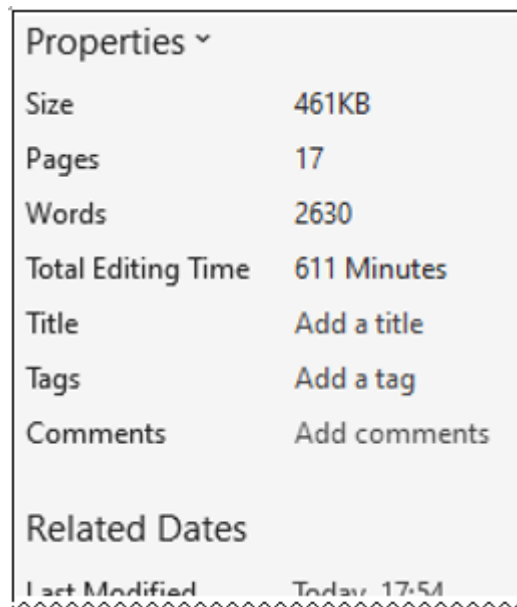 Properties
Size 461KB
Pages 17
Words 2630
Total Editing Time 611 Minutes
Title Add a title
Tags Add a tag
Comments Add comments
Related Dates
Last Modified Today, 17:54